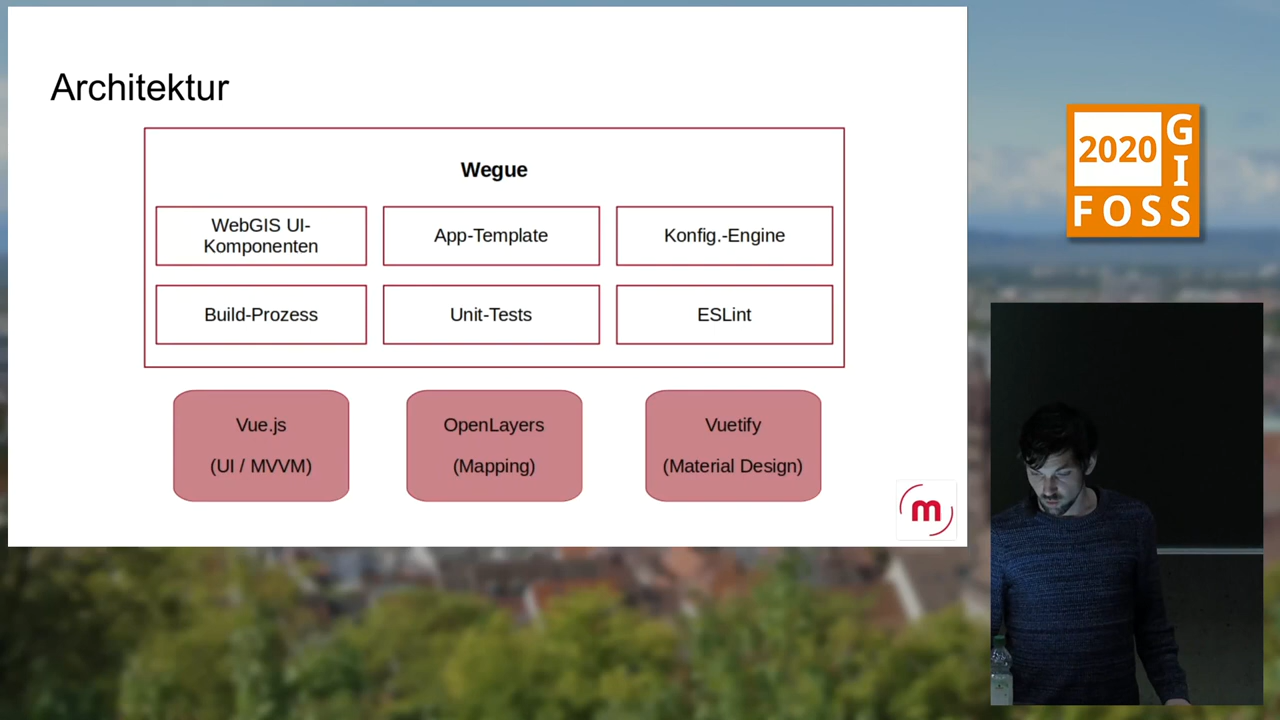 Architektur
Wegue
WebGIS UI-
Komponenten
App-Template
Konfig.-Engine
Build-Prozess
Unit-Tests
ESLint
Vue.js
(UI / MVVM)
OpenLayers
(Mapping)
Vuetify
(Material Design)
m
2020
G
I
FOSS